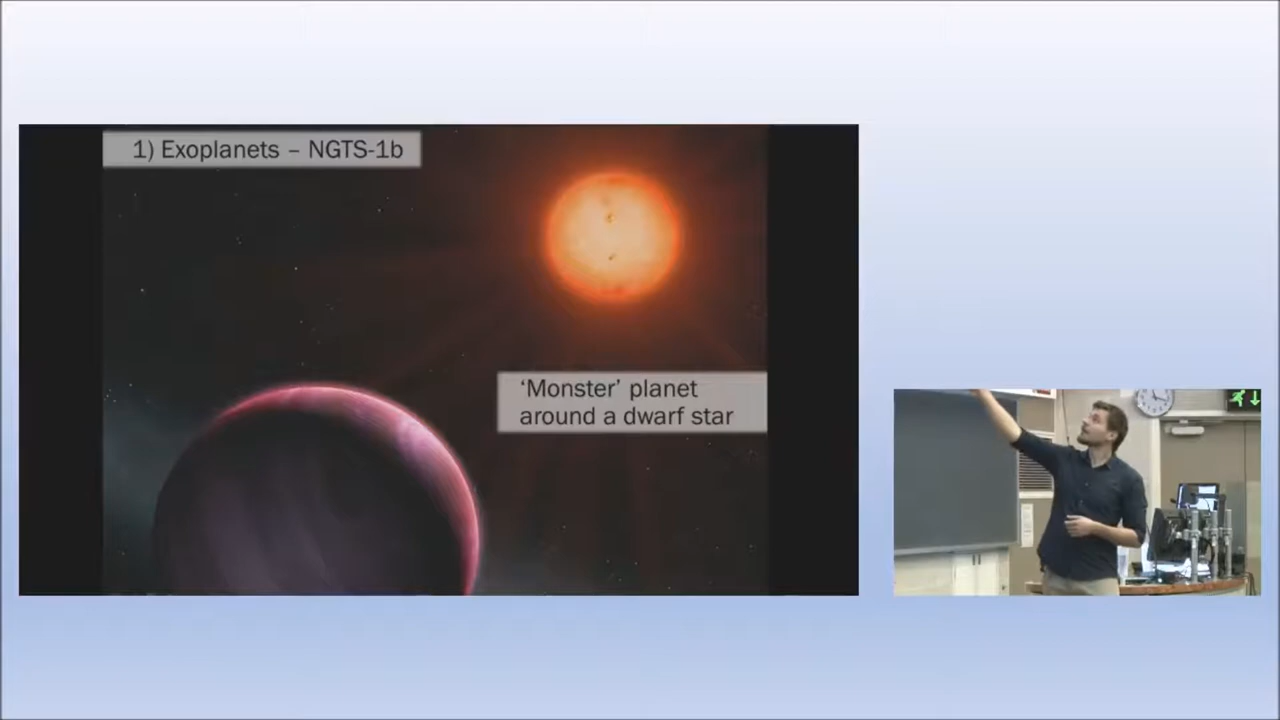 1) Exoplanets – NGTS-1b
‘Monster’ planet
around a dwarf star